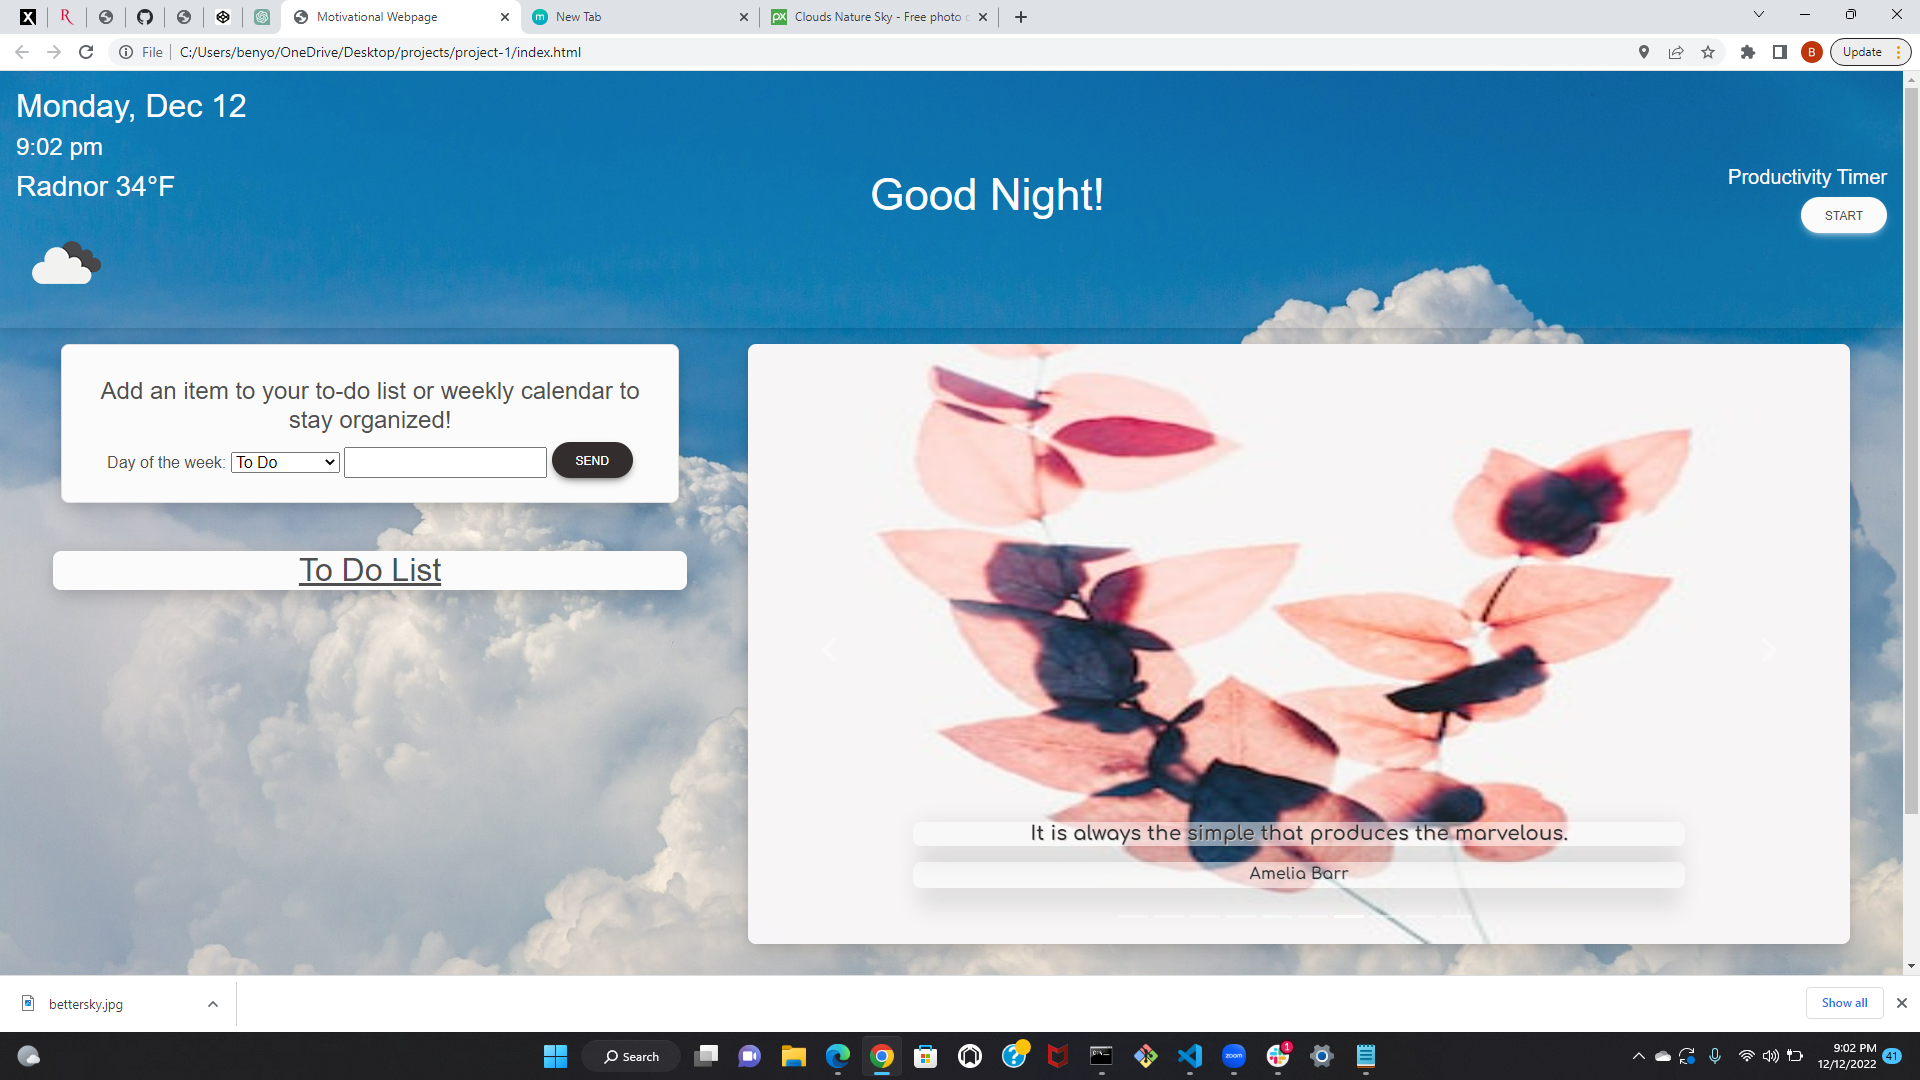 Motivational Webpage
New Tab
Clouds Nature Sky - Free photo
File
C:/Users/benyo/OneDrive/Desktop/projects/project-1/index.html
B
Update
Monday, Dec 12
9:02 pm
Radnor 34°F
Good Night!
Productivity Timer
START
Add an item to your to-do list or weekly calendar to
stay organized!
Day of the week: To Do
SEND
To Do List
It is always the simple that produces the marvelous.
Amelia Barr
bettersky.jpg
Show all
Search
zoom
1
9:02 PM
12/12/2022
41